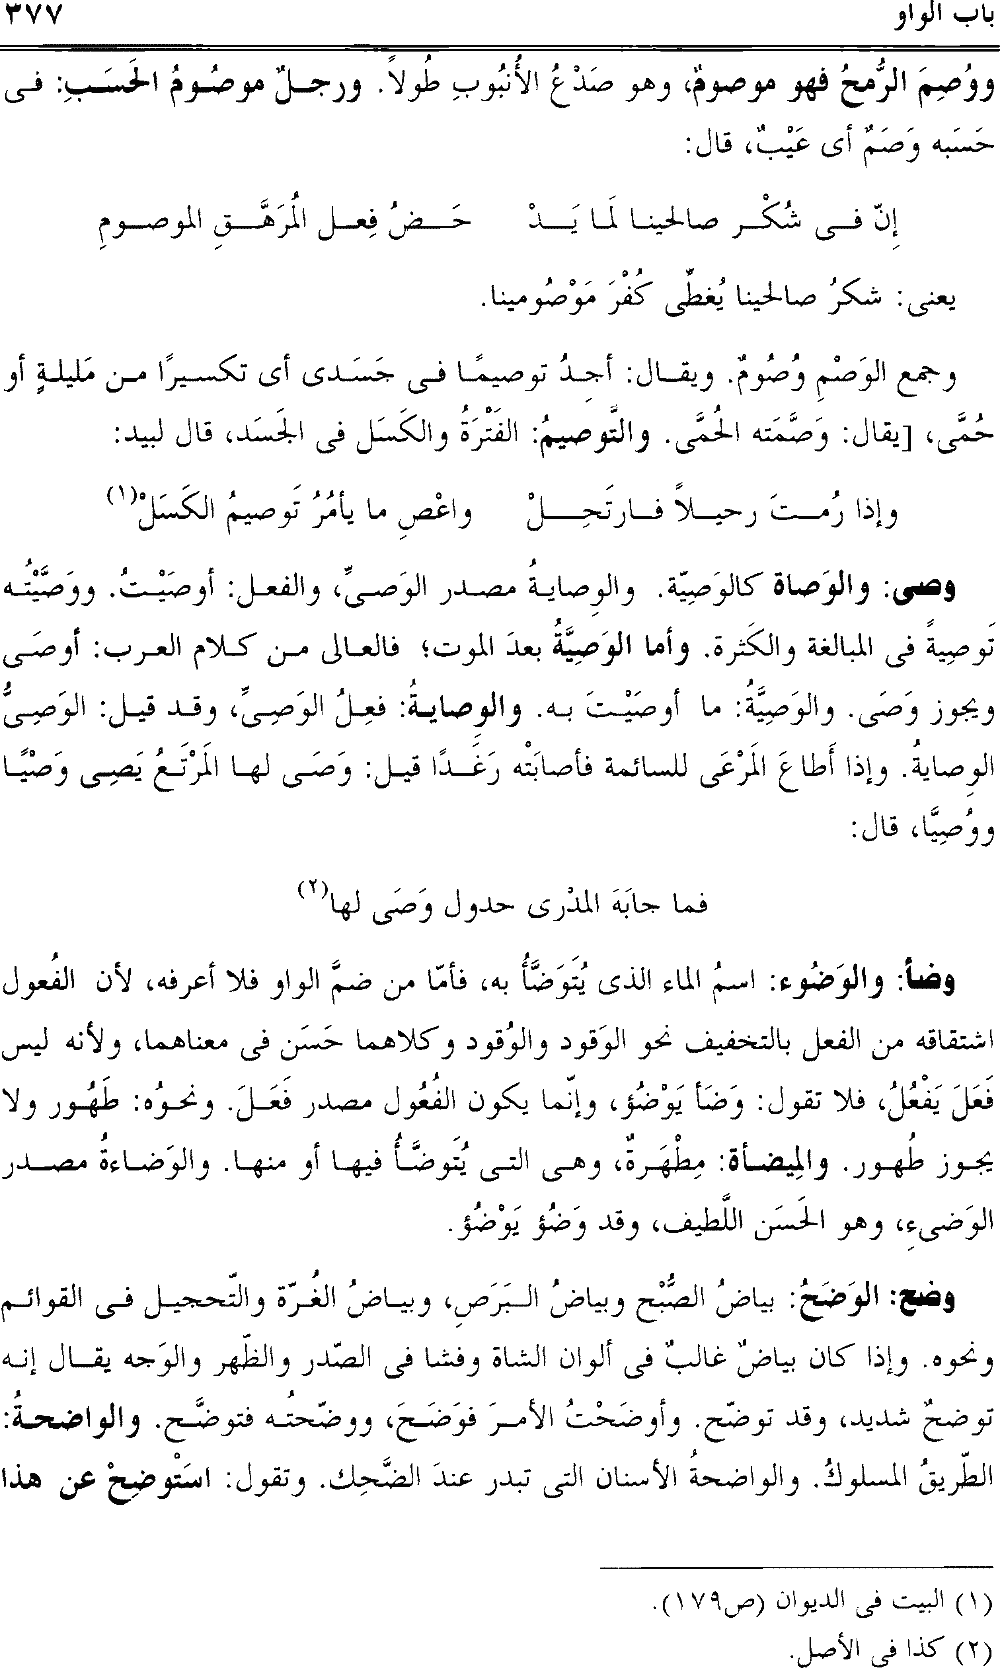 باب الواو ٣٧٧
ووُصِمَ الرُّمحُ فهو موصومٌ، وهو صَدْعُ الأُنبُوبِ طُولاً. ورجلٌ موصُومُ الحَسَبِ: فى
حَسَبه وَصَمٌ أى عَيْبٌ، قال:
إنّ فى شُكْر صالحينا لَمَا يَدْ حَضُ فِعل المُرَهَّقِ الموصومِ
يعنى: شكرُ صالحينا يُغطّى كُفْرَ مَوْصُومينا.
وجمع الوَصْمِ وُصُومٌ. ويقال: أجدُ توصيمًا فى جَسَدى أى تكسيرًا من مَليلةٍ أو
حُمَّى، [يقال: وَصَّمَته الحُمَّى. والتَّوصيمُ: الفَتْرَةُ والكَسَل فى الجَسَد، قال لبيد:
وإذا رُمتَ رحيلاً فارتَحِلْ واعْصِ ما يأمُرُ تَوصيمُ الكَسَلْ(١)
وصى: والوَصاة كالوَصِيّة. والوِصايةُ مصدر الوَصىِّ، والفعل: أوصَيْتُ. ووَصَّيْتُه
تَوصِيةً فى المبالغة والكَثرة. وأما الوَصِيَّةُ بعدَ الموت؛ فالعالى من كلام العرب: أوصَى
ويجوز وَصَى. والوَصِيَّةُ: ما أوصَيْتَ به. والوِصايةُ: فعِلُ الوَصِىِّ، وقد قيل: الوَصِىُّ
الوِصايةُ. وإذا أَطاعَ المَرْعَى للسائمة فأصابَتْه رَغَدًا قيل: وَصَى لها المَرْتَعُ يَصِى وَصْيًا
ووُصِيًّا، قال:
فما جابَهَ المدْرى حدول وَصَى لها(٢)
وضأ: والوَضُوء: اسمُ الماء الذى يُتَوَضَّأُ به، فأمّا من ضمَّ الواو فلا أعرفه، لأن الفُعول
اشتقاقه من الفعل بالتخفيف نحو الوَقود والوُقود وكلاهما حَسَن فى معناهما، ولأنه ليس
فَعَلَ يَفْعُلُ، فلا تقول: وَضَأ يَوْضُؤ، وإنّما يكون الفُعُول مصدر فَعَلَ. ونحوُه: طَهُور ولا
يجوز طُهور. والمِيضأة: مِطْهَرةٌ، وهى التى يُتَوضَّأُ فيها أو منها. والوَضاءةُ مصدر
الوَضىءِ، وهو الحَسَن اللَّطيف، وقد وَضُؤ يَوْضُؤ.
وضح: الوَضَحُ: بياضُ الصُّبْح وبياضُ البَرَصِ، وبياضُ الغُرّة والتّحجيل فى القوائم
ونحوه. وإذا كان بياضٌ غالبٌ فى ألوان الشاة وفشا فى الصّدر والظّهر والوَجه يقال إنه
توضحٌ شديد، وقد توضّح. وأوضَحْتُ الأمرَ فوَضَحَ، ووضّحتُه فتوضَّح. والواضحةُ:
الطّريقُ المسلوكُ. والواضحةُ الأسنان التى تبدر عندَ الضَّحِك. وتقول: استَوْضِحْ عن هذا
(١) البيت فى الديوان (ص١٧٩).
(٢) كذا فى الأصل.